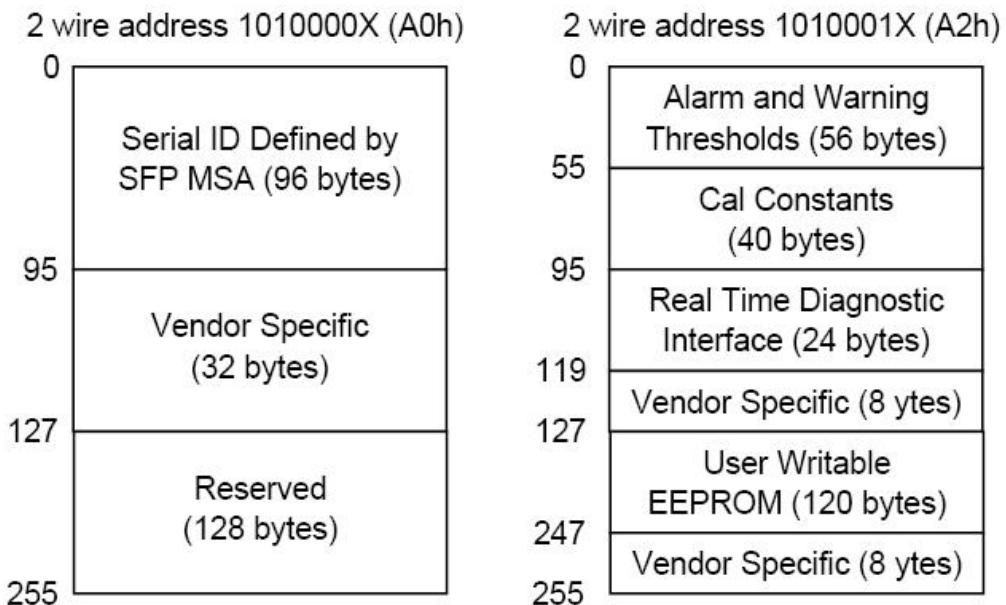 2 wire address 1010000X (A0h)
0
Serial ID Defined by
SFP MSA (96 bytes)
95
Vendor Specific
(32 bytes)
127
Reserved
(128 bytes)
255
2 wire address 1010001X (A2h)
0
Alarm and Warning
Thresholds (56 bytes)
55
Cal Constants
(40 bytes)
95
Real Time Diagnostic
Interface (24 bytes)
119
Vendor Specific (8 ytes)
127
User Writable
EEPROM (120 bytes)
247
Vendor Specific (8 ytes)
255